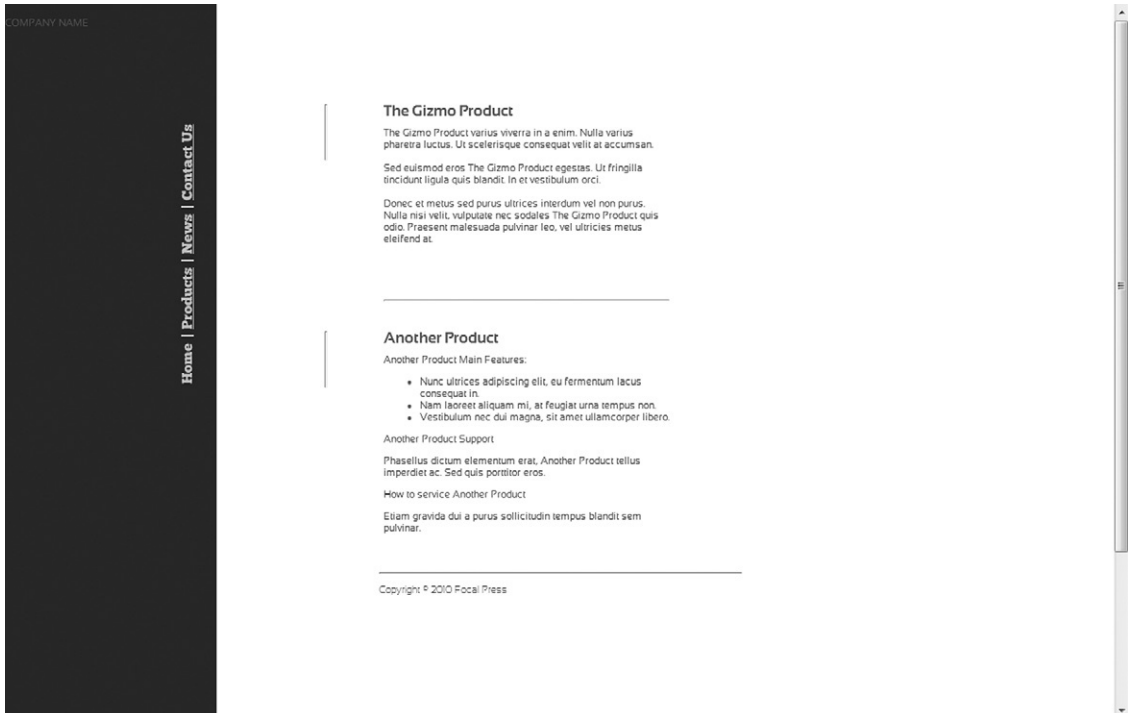 COMPANY NAME
Home | Products | News | Contact Us
The Gizmo Product
The Gizmo Product varius viverra in a enim. Nulla varius
pharetra luctus. Ut scelerisque consequat velit at accumsan.
Sed euismod eros The Gizmo Product egestas. Ut fringilla
tincidunt ligula quis blandit. In et vestibulum orci.
Donec et metus sed purus ultrices interdum vel non purus.
Nulla nisi velit, vulputate nec sodales The Gizmo Product quis
odio. Praesent malesuada pulvinar leo, vel ultricies metus
eleifend at.
Another Product
Another Product Main Features:
• Nunc ultrices adipiscing elit, eu fermentum lacus
consequat in.
• Nam laoreet aliquam mi, at feugiat urna tempus non.
• Vestibulum nec dui magna, sit amet ullamcorper libero.
Another Product Support
Phasellus dictum elementum erat, Another Product tellus
imperdiet ac. Sed quis porttitor eros.
How to service Another Product
Etiam gravida dui a purus sollicitudin tempus blandit sem
pulvinar.
Copyright © 2010 Focal Press